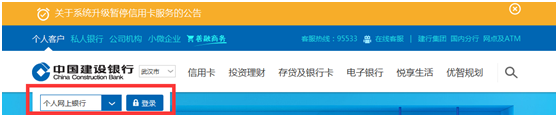 关于系统升级暂停信用卡服务的公告
个人客户 私人银行 公司机构 小微企业 善融商务 客服热线：95533 在线客服 | 建行集团 国内分行 网点及ATM
中国建设银行 China Construction Bank 武汉市 信用卡 投资理财 存贷及银行卡 电子银行 悦享生活 优智规划
个人网上银行 登录